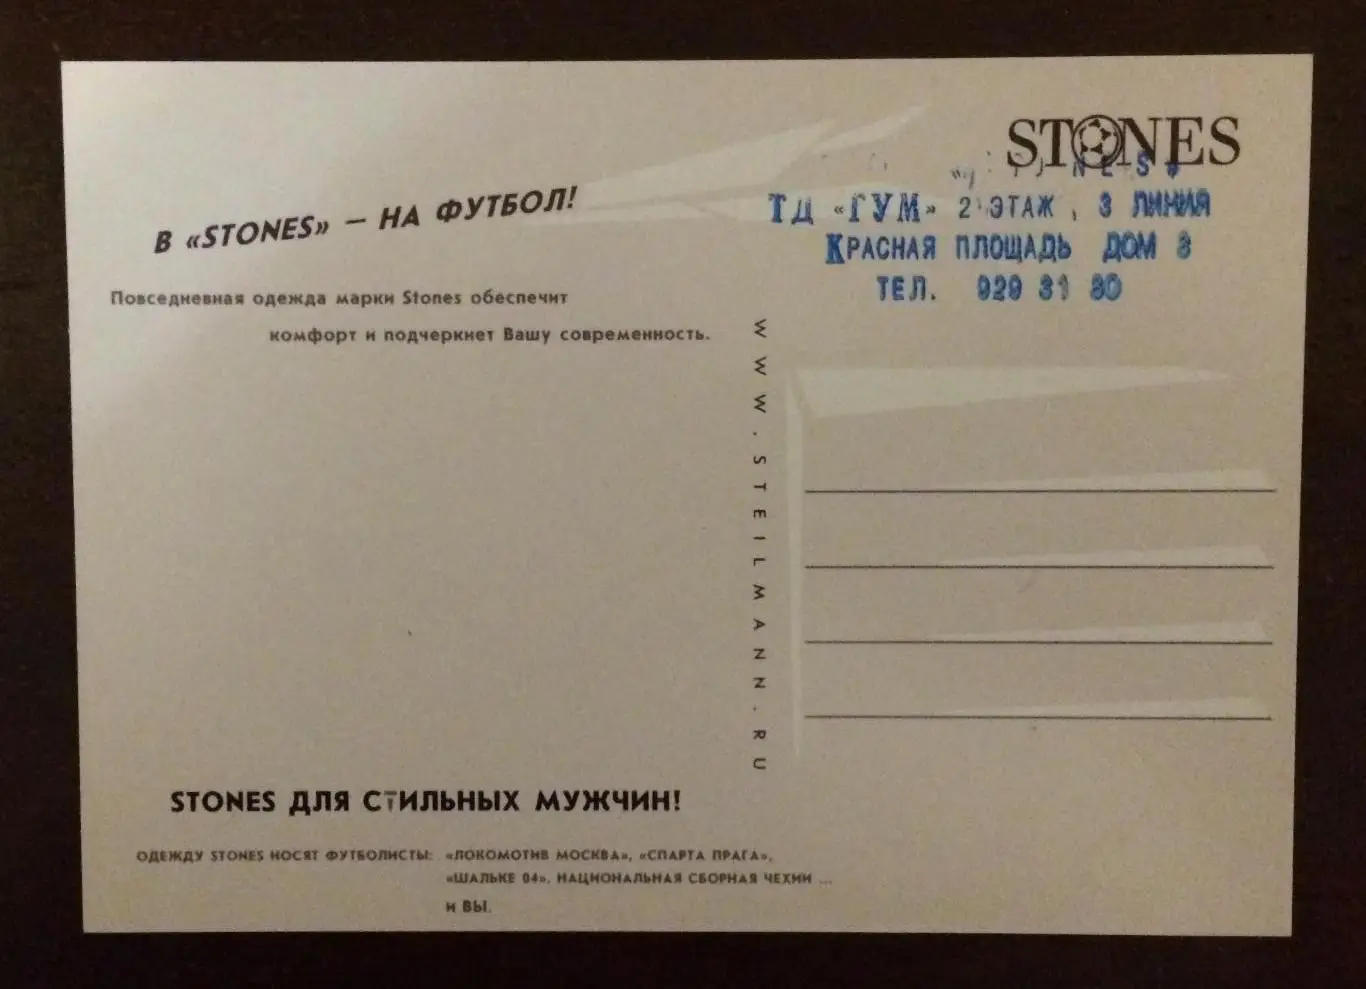 STONES
ТД «ГУМ» 2 ЭТАЖ, 3 ЛИНИЯ
КРАСНАЯ ПЛОЩАДЬ ДОМ 3
ТЕЛ. 929 31 80
В «STONES» – НА ФУТБОЛ!
Повседневная одежда марки Stones обеспечит
комфорт и подчеркнет Вашу современность.
WWW.STEILMANN.RU
STONES ДЛЯ СТИЛЬНЫХ МУЖЧИН!
ОДЕЖДУ STONES НОСЯТ ФУТБОЛИСТЫ: «ЛОКОМОТИВ МОСКВА», «СПАРТА ПРАГА»,
«ШАЛЬКЕ 04», НАЦИОНАЛЬНАЯ СБОРНАЯ ЧЕХИИ ...
И ВЫ.